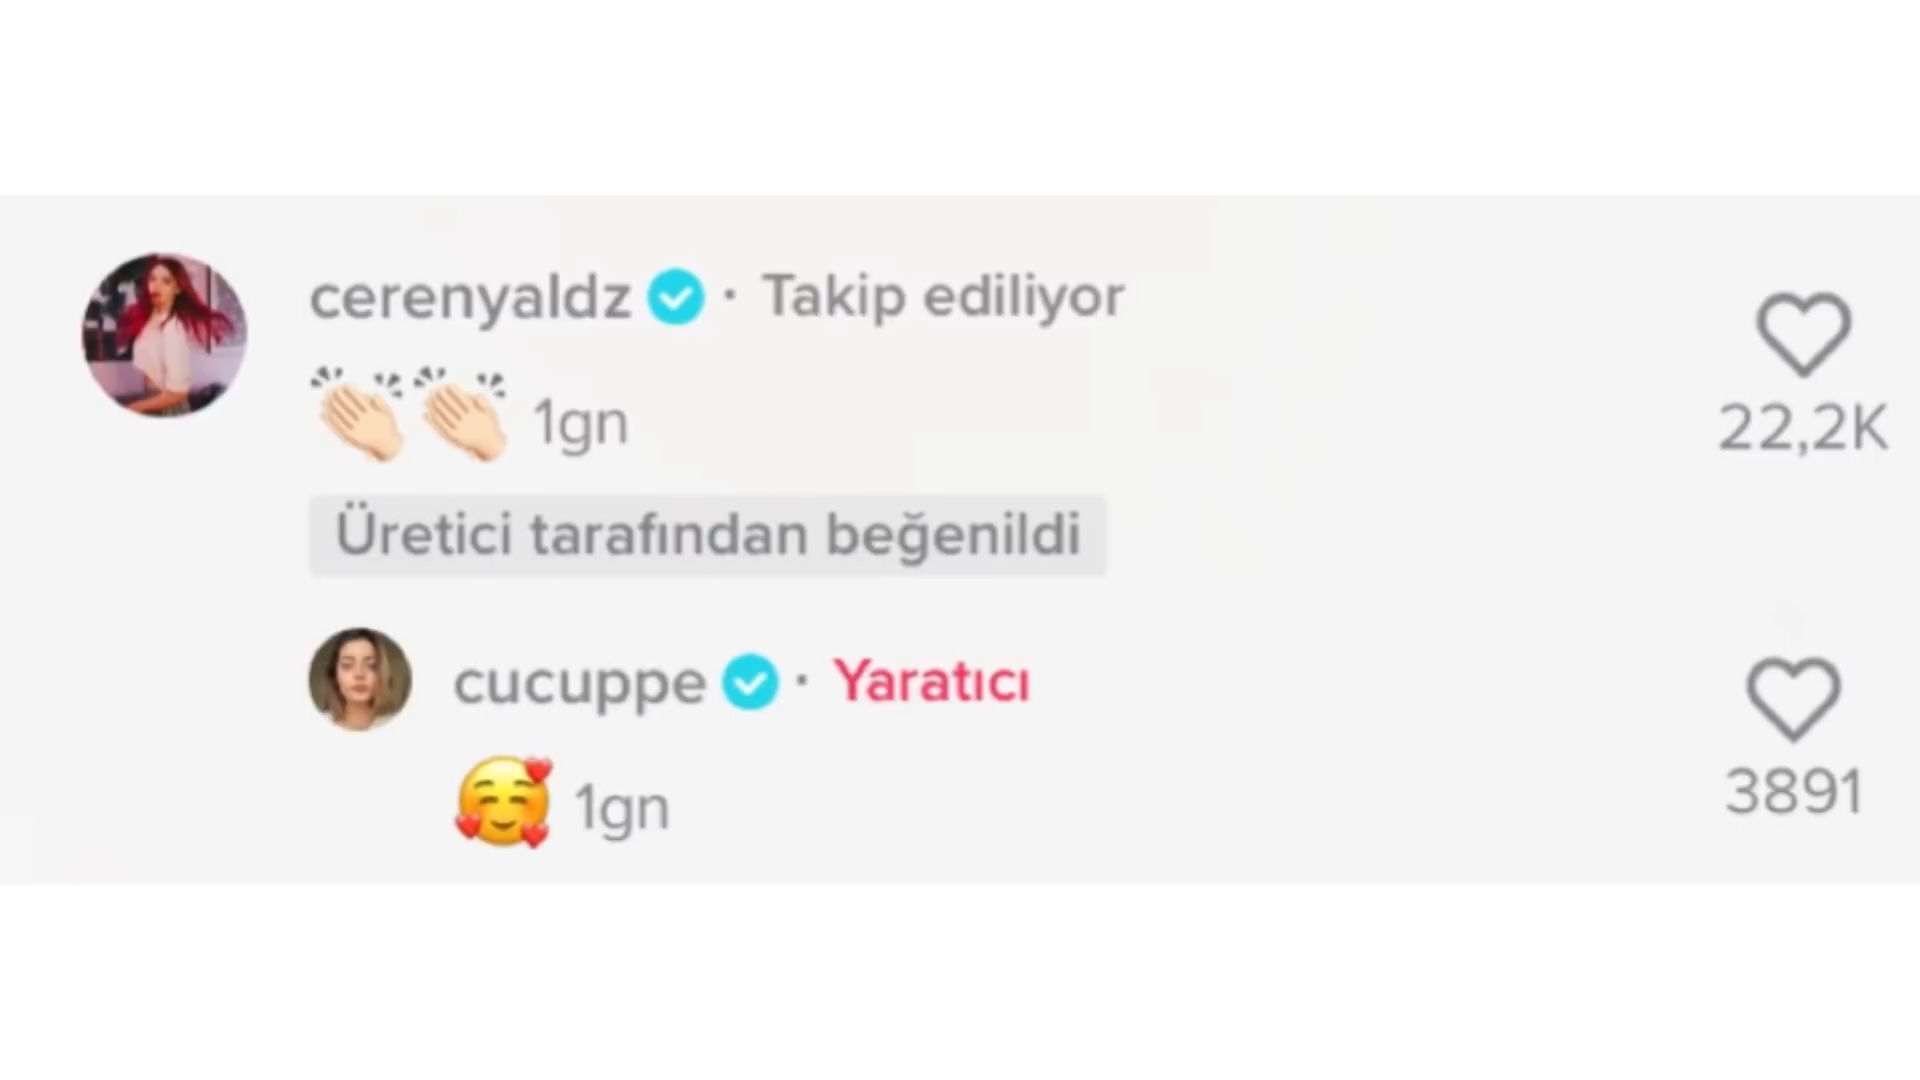 cerenyaldz · Takip ediliyor
👏🏻👏🏻 1gn
22,2K
Üretici tarafından beğenildi
cucuppe · Yaratıcı
🥰 1gn
3891